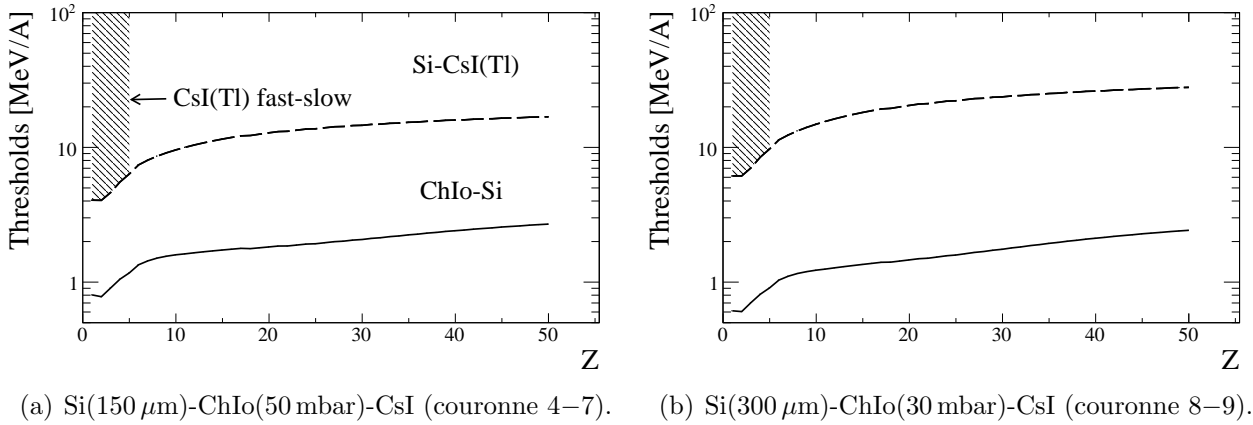 Thresholds [MeV/A]
10²
10
1
Si-CsI(Tl)
CsI(Tl) fast-slow
ChIo-Si
0 10 20 30 40 50
Z
(a) Si(150 μm)-ChIo(50 mbar)-CsI (couronne 4−7).
Thresholds [MeV/A]
10²
10
1
0 10 20 30 40 50
Z
(b) Si(300 μm)-ChIo(30 mbar)-CsI (couronne 8−9).